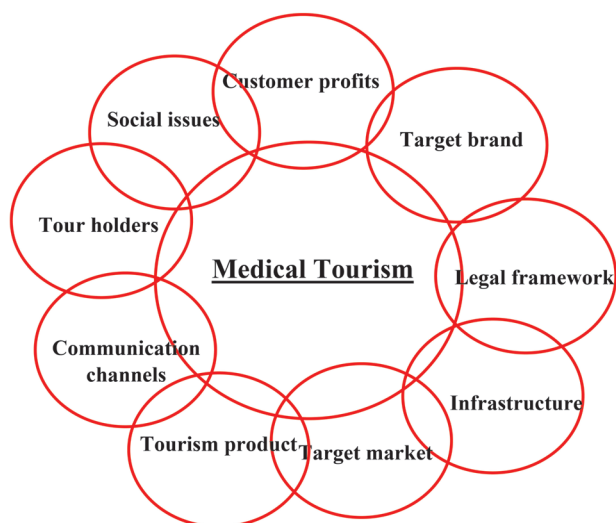 Customer profits
Social issues
Target brand
Tour holders
Medical Tourism
Legal framework
Communication
channels
Infrastructure
Tourism product
Target market